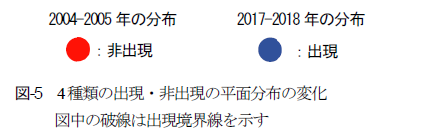 2004-2005 年の分布 2017-2018 年の分布
：非出現 ：出現
図-5 4種類の出現・非出現の平面分布の変化
図中の破線は出現境界線を示す